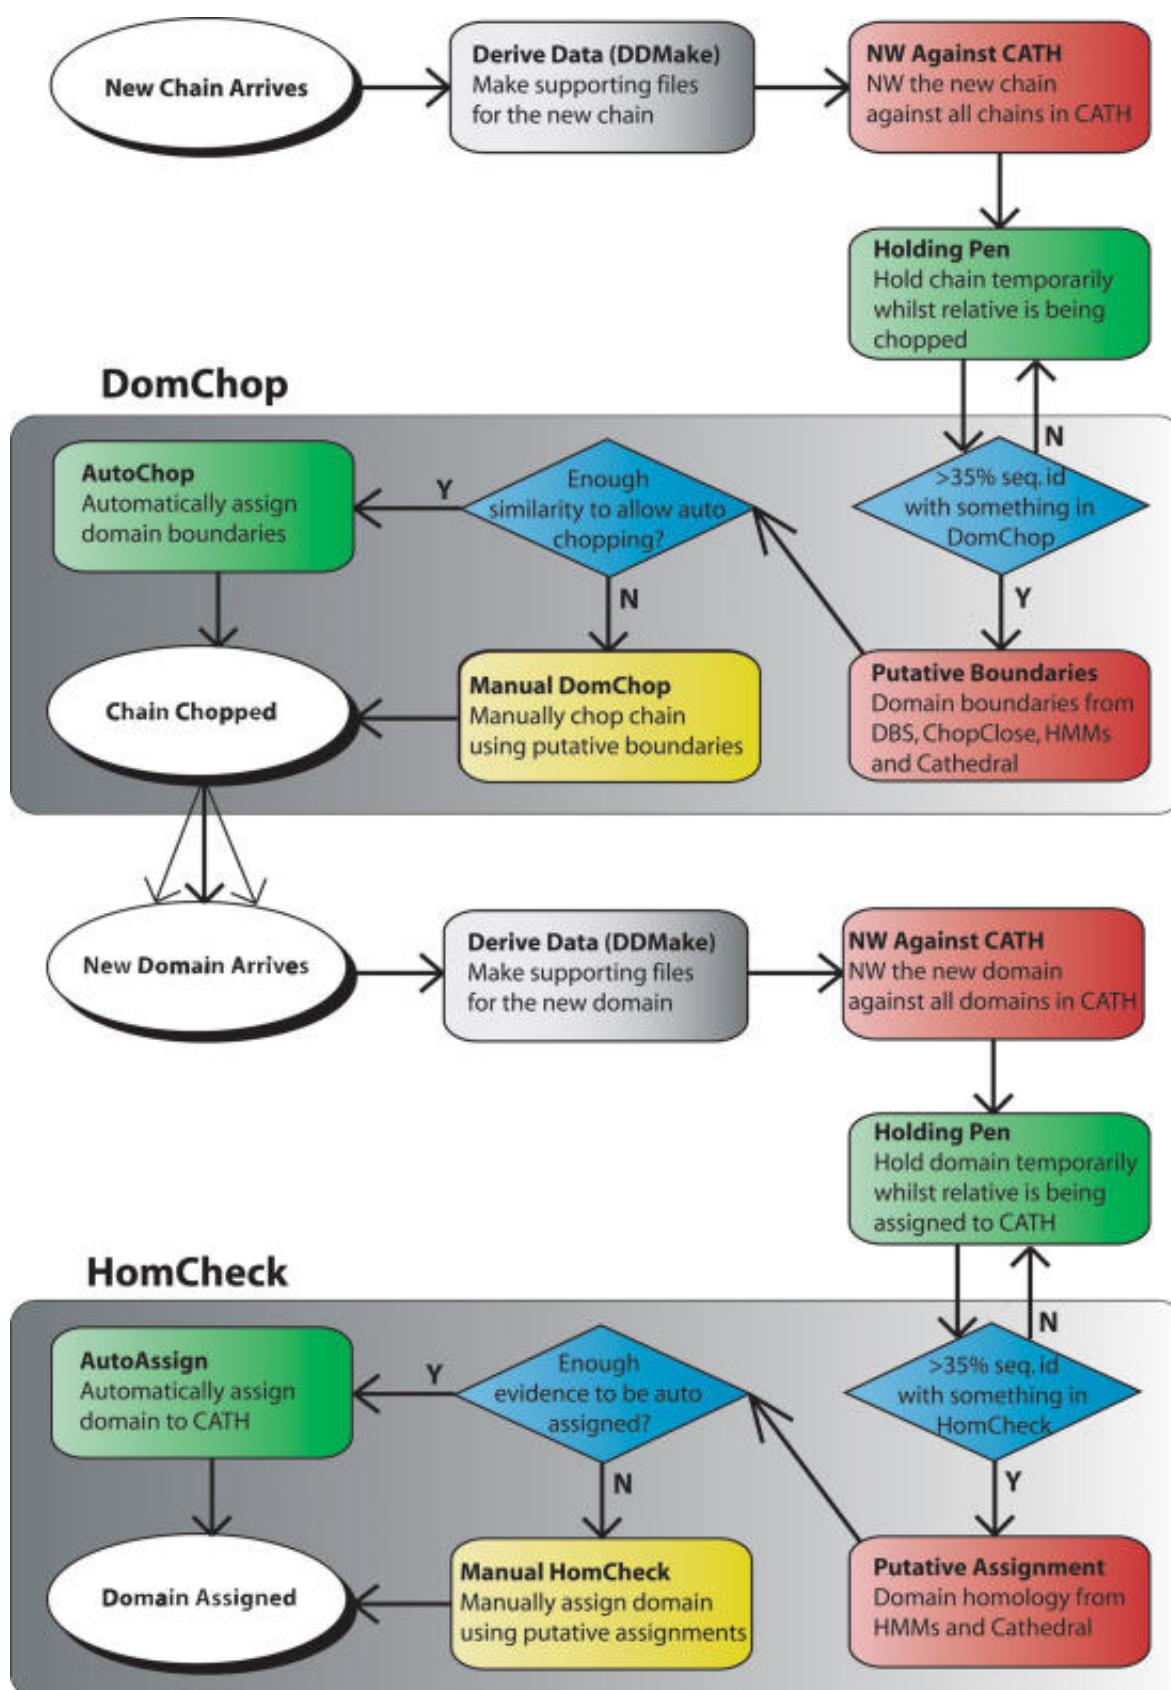 New Chain Arrives
Derive Data (DDMake)
Make supporting files
for the new chain
NW Against CATH
NW the new chain
against all chains in CATH
Holding Pen
Hold chain temporarily
whilst relative is being
chopped
DomChop
AutoChop
Automatically assign
domain boundaries
Y
Enough
similarity to allow auto
chopping?
N
>35% seq. id
with something in
DomChop
N
Y
Chain Chopped
Manual DomChop
Manually chop chain
using putative boundaries
Putative Boundaries
Domain boundaries from
DBS, ChopClose, HMMs
and Cathedral
New Domain Arrives
Derive Data (DDMake)
Make supporting files
for the new domain
NW Against CATH
NW the new domain
against all domains in CATH
Holding Pen
Hold domain temporarily
whilst relative is being
assigned to CATH
HomCheck
AutoAssign
Automatically assign
domain to CATH
Y
Enough
evidence to be auto
assigned?
N
>35% seq. id
with something in
HomCheck
N
Y
Domain Assigned
Manual HomCheck
Manually assign domain
using putative assignments
Putative Assignment
Domain homology from
HMMs and Cathedral